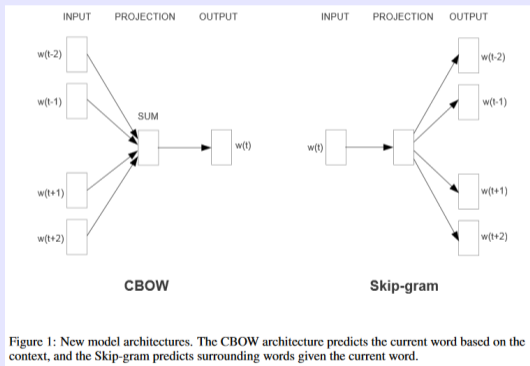 INPUT PROJECTION OUTPUT INPUT PROJECTION OUTPUT
w(t-2) w(t-2)
w(t-1) w(t-1)
SUM
w(t) w(t)
w(t+1) w(t+1)
w(t+2) w(t+2)
CBOW Skip-gram
Figure 1: New model architectures. The CBOW architecture predicts the current word based on the
context, and the Skip-gram predicts surrounding words given the current word.